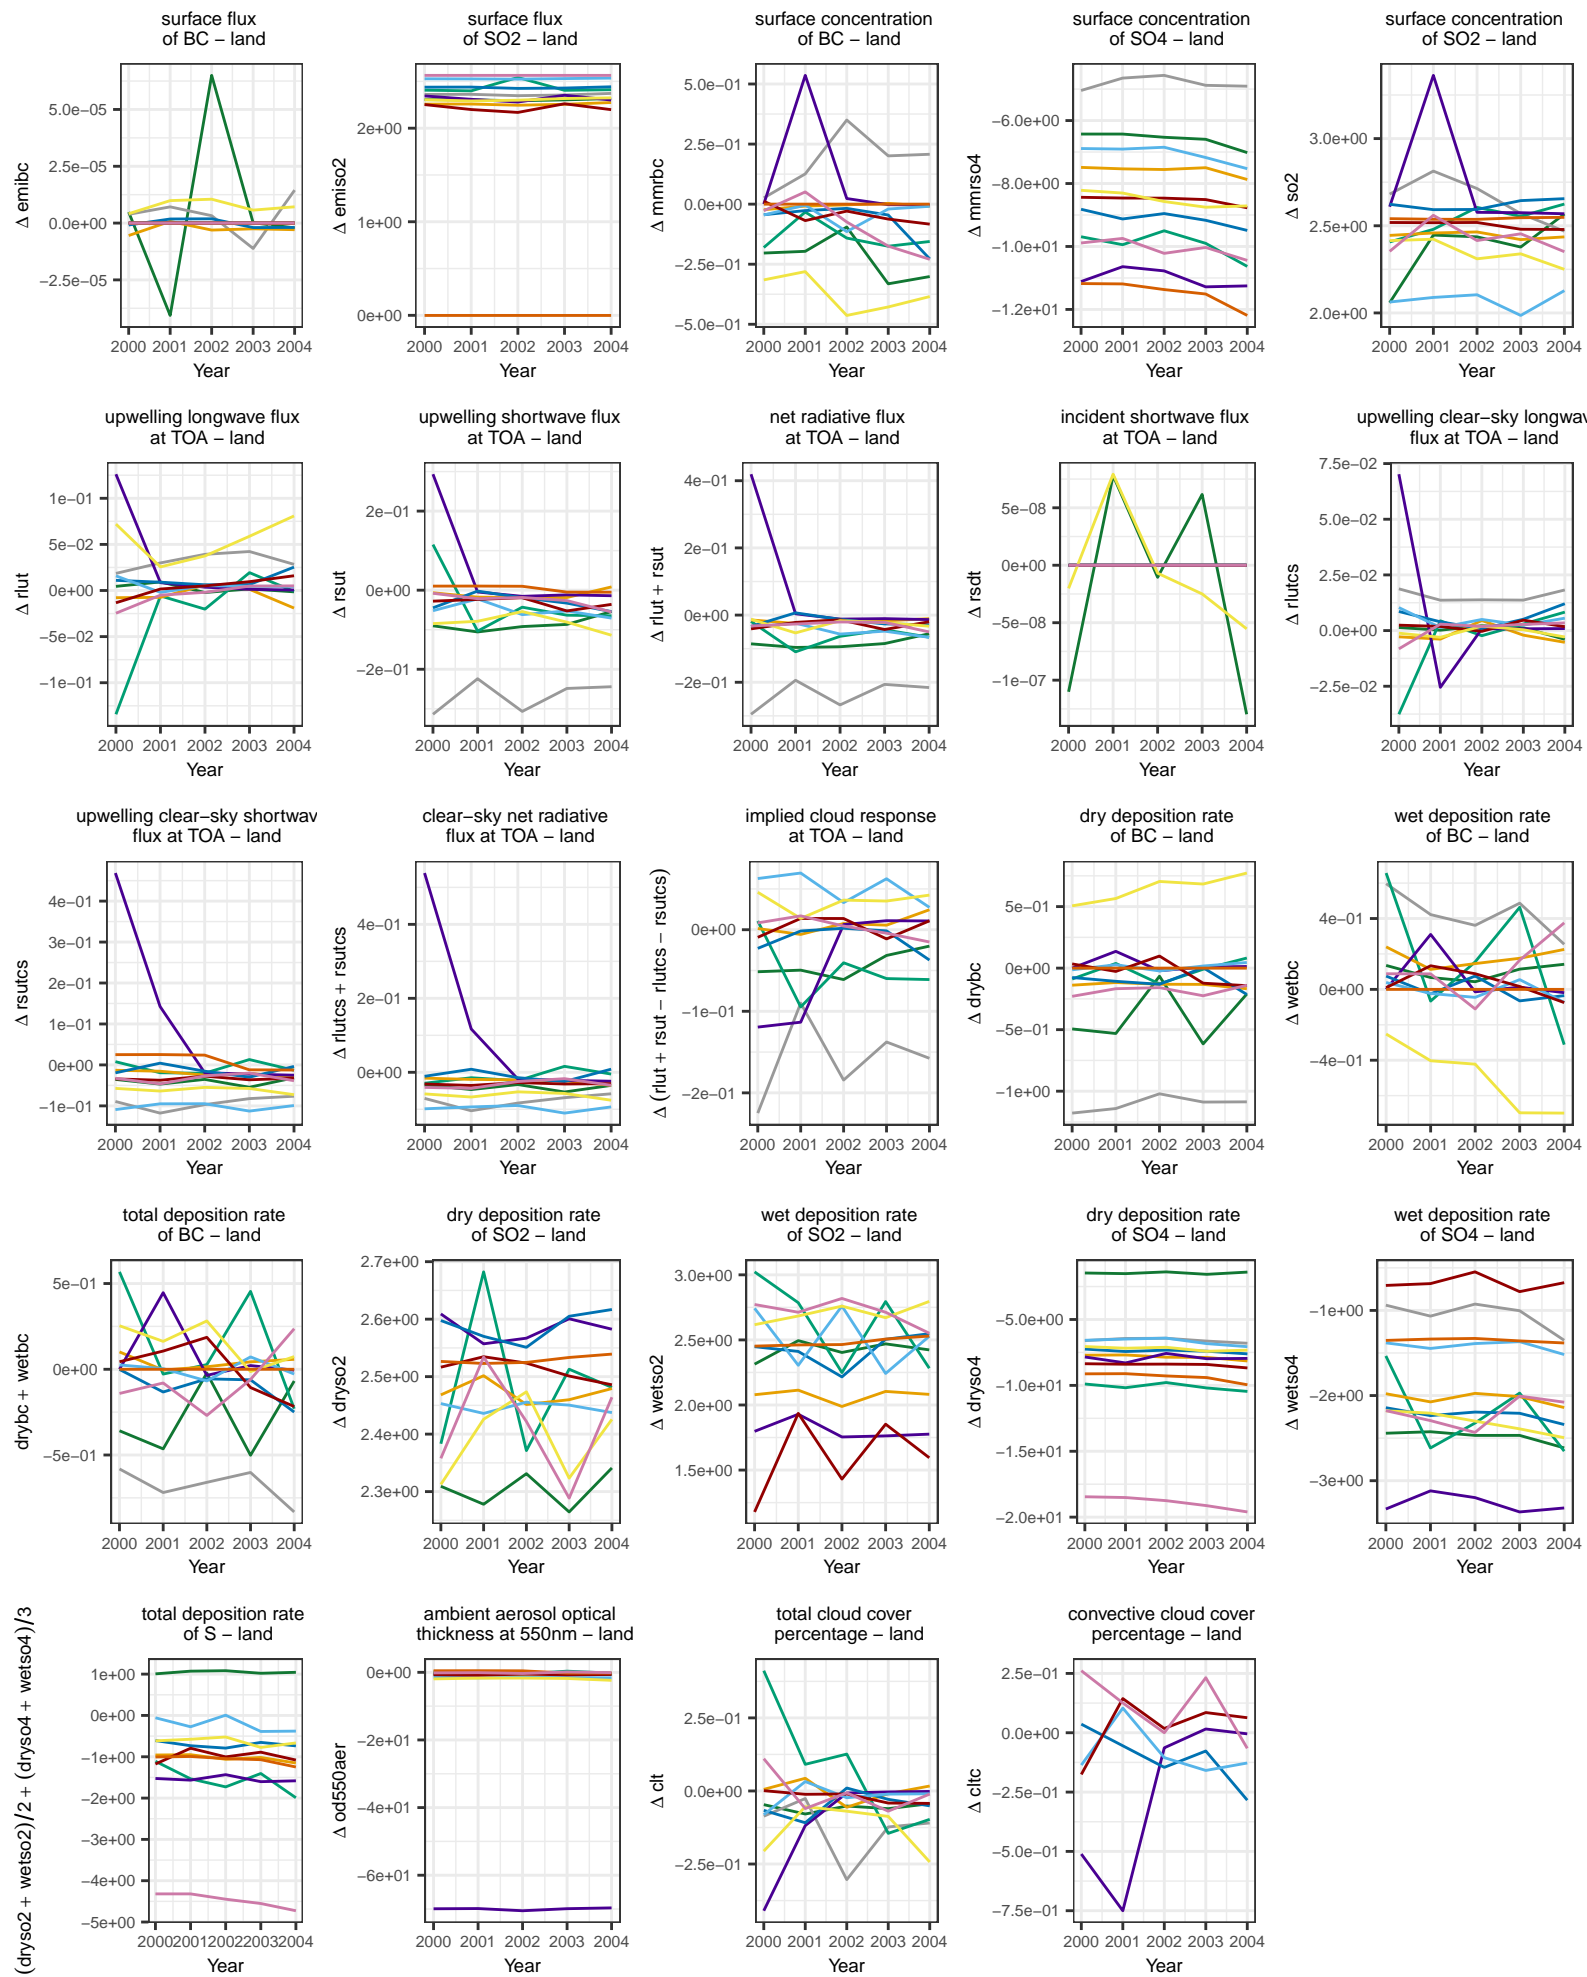 surface flux
of BC − land
surface flux
of SO2 − land
surface concentration
of BC − land
surface concentration
of SO4 − land
surface concentration
of SO2 − land
Δ emibc
5.0e−05
2.5e−05
0.0e+00
−2.5e−05
2000 2001 2002 2003 2004
Year
Δ emiso2
2e+00
1e+00
0e+00
2000 2001 2002 2003 2004
Year
Δ mmrbc
5.0e−01
2.5e−01
0.0e+00
−2.5e−01
−5.0e−01
2000 2001 2002 2003 2004
Year
Δ mmrso4
−6.0e+00
−8.0e+00
−1.0e+01
−1.2e+01
2000 2001 2002 2003 2004
Year
Δ so2
3.0e+00
2.5e+00
2.0e+00
2000 2001 2002 2003 2004
Year
upwelling longwave flux
at TOA − land
upwelling shortwave flux
at TOA − land
net radiative flux
at TOA − land
incident shortwave flux
at TOA − land
upwelling clear−sky longwav
flux at TOA − land
Δ rlut
1e−01
5e−02
0e+00
−5e−02
−1e−01
2000 2001 2002 2003 2004
Year
Δ rsut
2e−01
0e+00
−2e−01
2000 2001 2002 2003 2004
Year
Δ rlut + rsut
4e−01
2e−01
0e+00
−2e−01
2000 2001 2002 2003 2004
Year
Δ rsdt
5e−08
0e+00
−5e−08
−1e−07
2000 2001 2002 2003 2004
Year
Δ rlutcs
7.5e−02
5.0e−02
2.5e−02
0.0e+00
−2.5e−02
2000 2001 2002 2003 2004
Year
upwelling clear−sky shortwav
flux at TOA − land
clear−sky net radiative
flux at TOA − land
implied cloud response
at TOA − land
dry deposition rate
of BC − land
wet deposition rate
of BC − land
Δ rsutcs
4e−01
3e−01
2e−01
1e−01
0e+00
−1e−01
2000 2001 2002 2003 2004
Year
Δ rlutcs + rsutcs
4e−01
2e−01
0e+00
2000 2001 2002 2003 2004
Year
Δ (rlut + rsut − rlutcs − rsutcs)
0e+00
−1e−01
−2e−01
2000 2001 2002 2003 2004
Year
Δ drybc
5e−01
0e+00
−5e−01
−1e+00
2000 2001 2002 2003 2004
Year
Δ wetbc
4e−01
0e+00
−4e−01
2000 2001 2002 2003 2004
Year
total deposition rate
of BC − land
dry deposition rate
of SO2 − land
wet deposition rate
of SO2 − land
dry deposition rate
of SO4 − land
wet deposition rate
of SO4 − land
drybc + wetbc
5e−01
0e+00
−5e−01
2000 2001 2002 2003 2004
Year
Δ dryso2
2.7e+00
2.6e+00
2.5e+00
2.4e+00
2.3e+00
2000 2001 2002 2003 2004
Year
Δ wetso2
3.0e+00
2.5e+00
2.0e+00
1.5e+00
2000 2001 2002 2003 2004
Year
Δ dryso4
−5.0e+00
−1.0e+01
−1.5e+01
−2.0e+01
2000 2001 2002 2003 2004
Year
Δ wetso4
−1e+00
−2e+00
−3e+00
2000 2001 2002 2003 2004
Year
total deposition rate
of S − land
ambient aerosol optical
thickness at 550nm − land
total cloud cover
percentage − land
convective cloud cover
percentage − land
(dryso2 + wetso2)/2 + (dryso4 + wetso4)/3
1e+00
0e+00
−1e+00
−2e+00
−3e+00
−4e+00
−5e+00
2000 2001 2002 2003 2004
Year
Δ od550aer
0e+00
−2e+01
−4e+01
−6e+01
2000 2001 2002 2003 2004
Year
Δ clt
2.5e−01
0.0e+00
−2.5e−01
2000 2001 2002 2003 2004
Year
Δ cltc
2.5e−01
0.0e+00
−2.5e−01
−5.0e−01
−7.5e−01
2000 2001 2002 2003 2004
Year